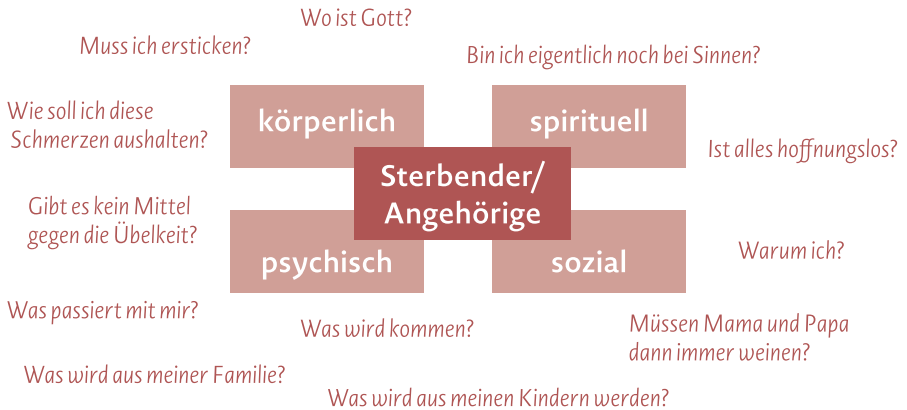 Wo ist Gott?
Muss ich ersticken?
Bin ich eigentlich noch bei Sinnen?
Wie soll ich diese
Schmerzen aushalten?
körperlich
spirituell
Ist alles hoffnungslos?
Sterbender/
Angehörige
Gibt es kein Mittel
gegen die Übelkeit?
psychisch
sozial
Warum ich?
Was passiert mit mir?
Was wird kommen?
Müssen Mama und Papa
dann immer weinen?
Was wird aus meiner Familie?
Was wird aus meinen Kindern werden?